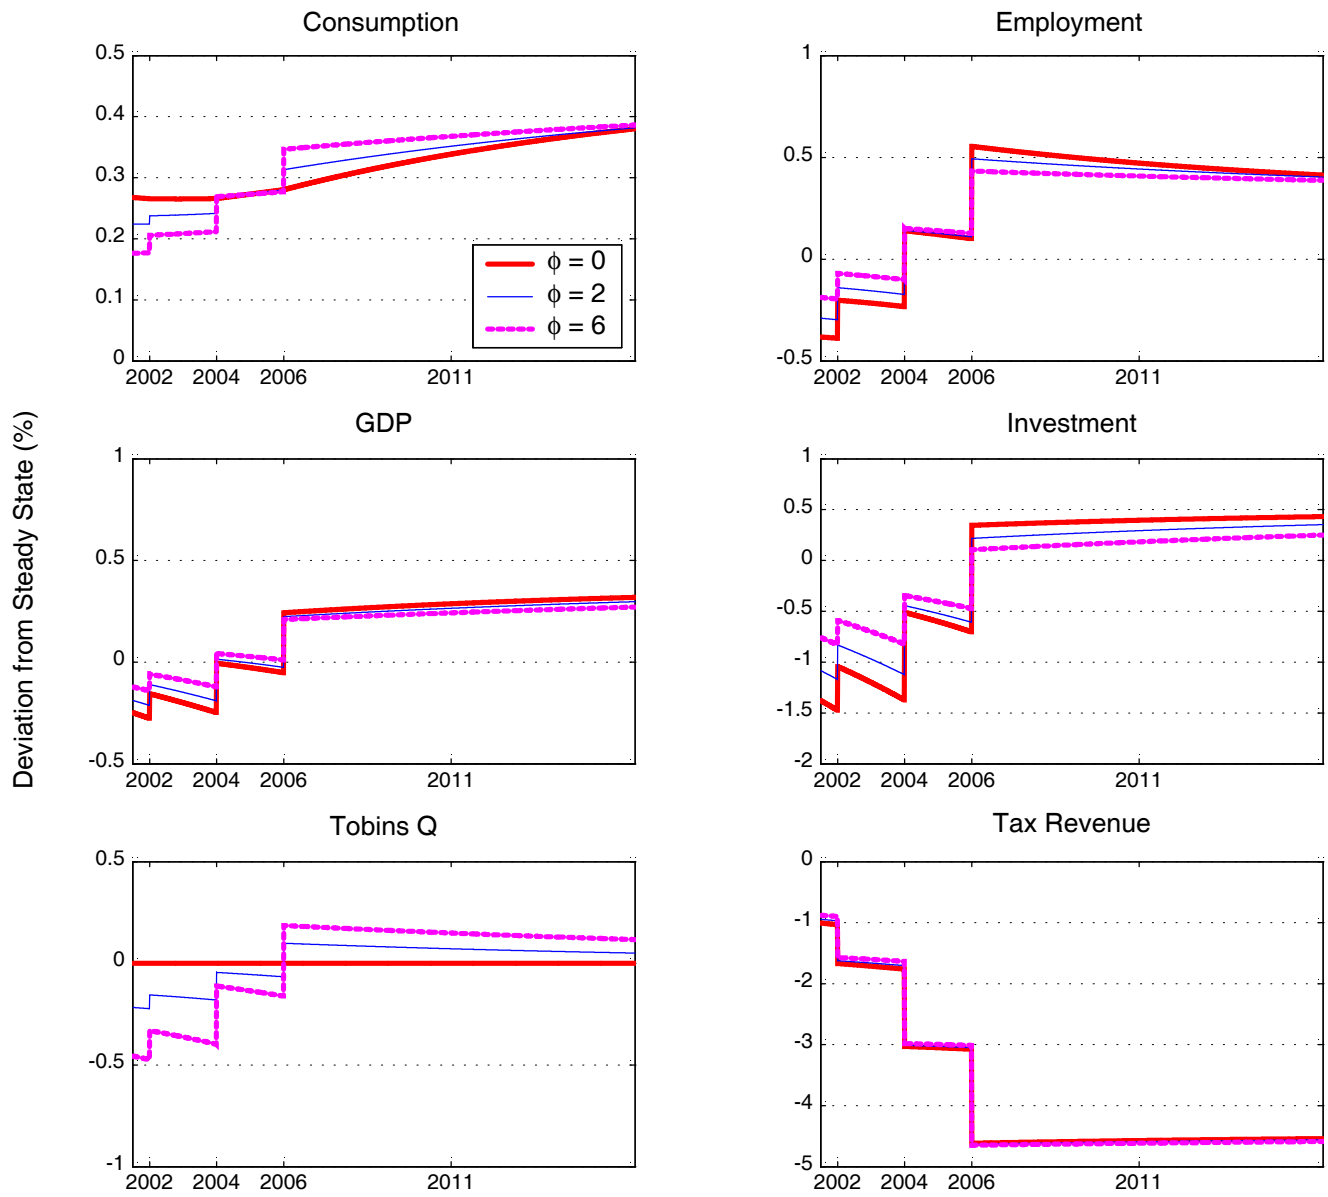 Consumption
0.5
0.4
0.3
0.2
0.1
0
2002 2004 2006 2011
ϕ = 0
ϕ = 2
ϕ = 6
Employment
1
0.5
0
-0.5
2002 2004 2006 2011
Deviation from Steady State (%)
GDP
1
0.5
0
-0.5
2002 2004 2006 2011
Investment
1
0.5
0
-0.5
-1
-1.5
-2
2002 2004 2006 2011
Tobins Q
0.5
0
-0.5
-1
2002 2004 2006 2011
Tax Revenue
0
-1
-2
-3
-4
-5
2002 2004 2006 2011